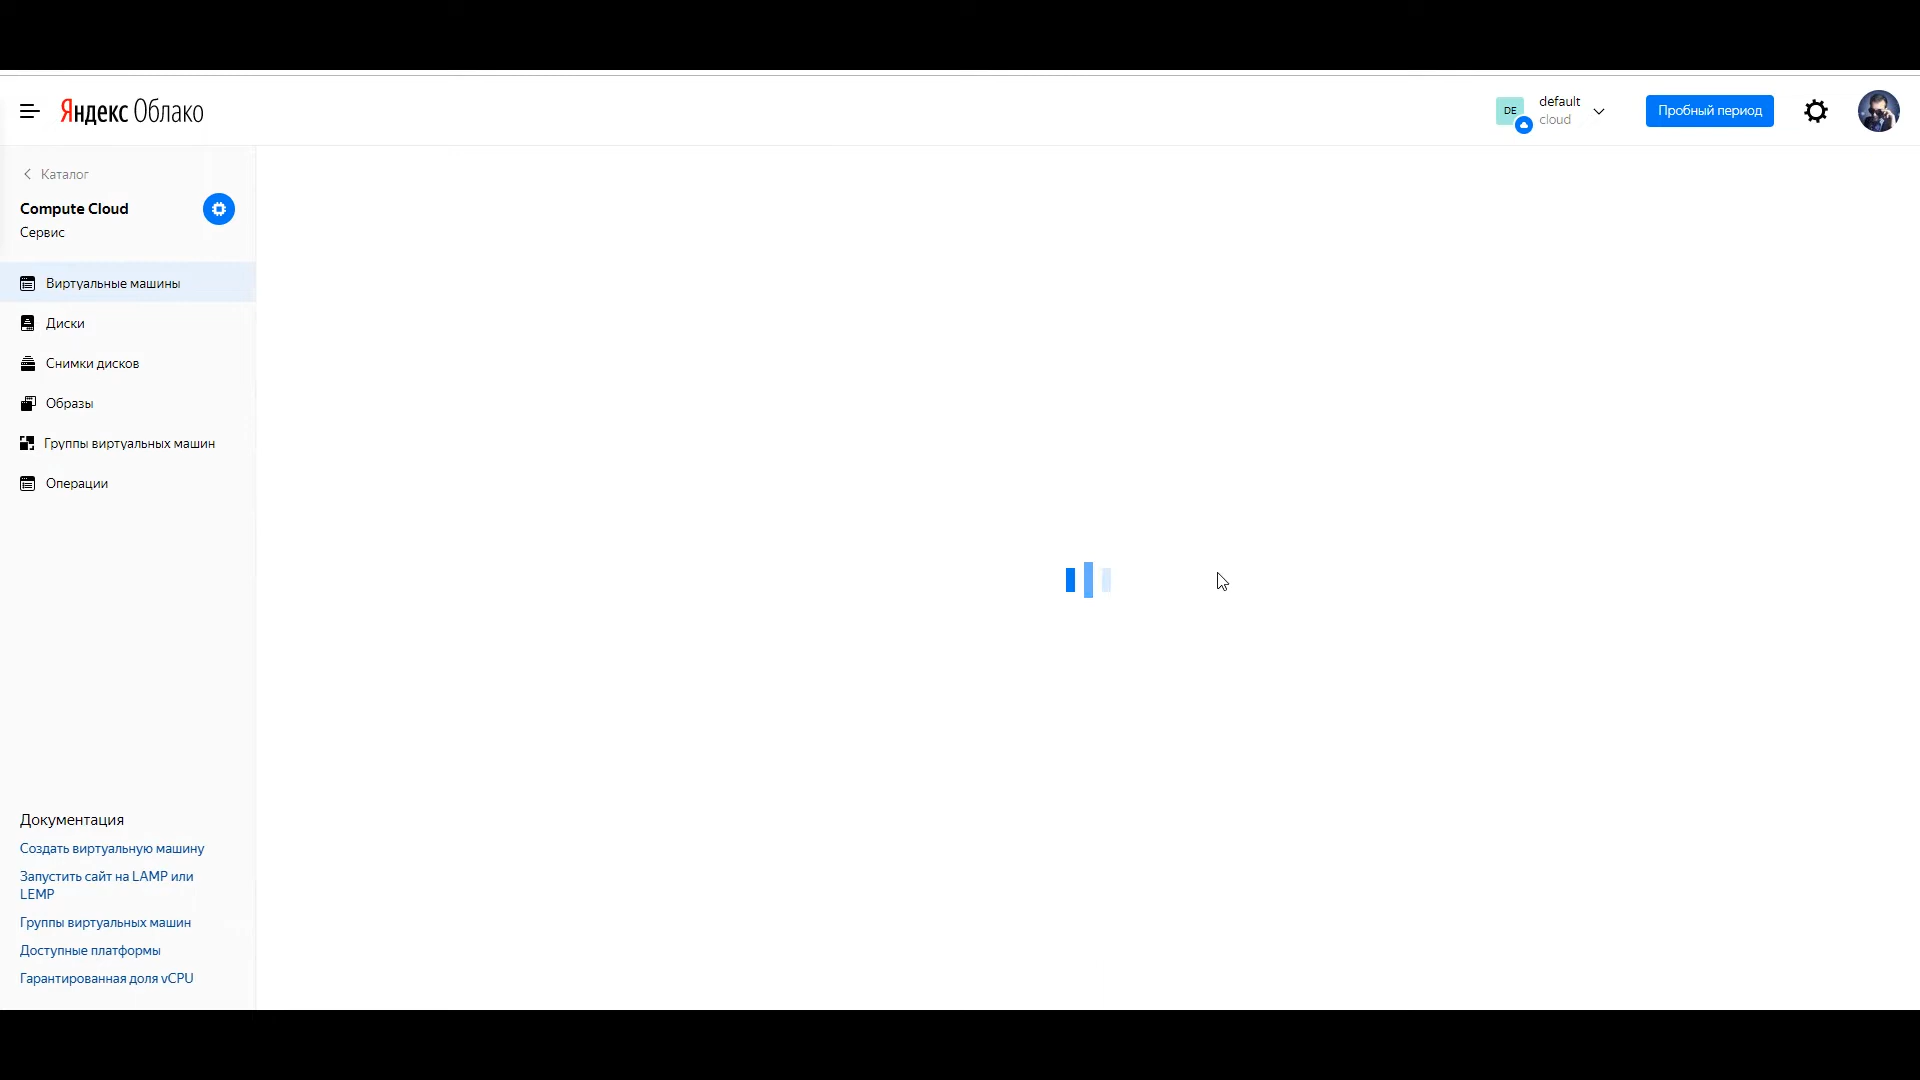 Яндекс Облако
DE
default
cloud
Пробный период
Каталог
Compute Cloud
Сервис
Виртуальные машины
Диски
Снимки дисков
Образы
Группы виртуальных машин
Операции
Документация
Создать виртуальную машину
Запустить сайт на LAMP или
LEMP
Группы виртуальных машин
Доступные платформы
Гарантированная доля vCPU